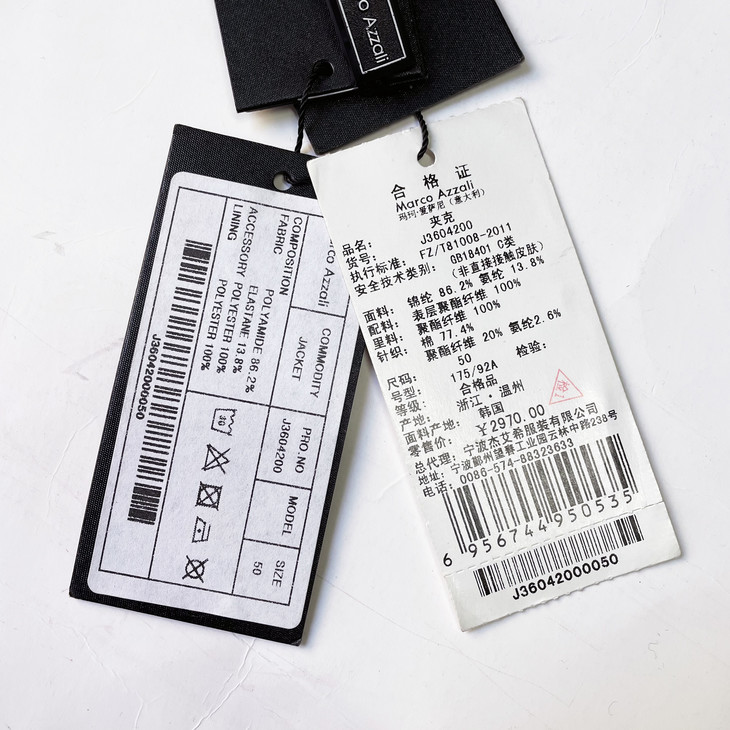 co Azzali
rco Azzali
COMMODITY
JACKET
PRO.NO
J3604200
MODEL
SIZE
50
COMPOSITION
FABRIC
POLYAMIDE 86.2%
ELASTANE 13.8%
ACCESSORY POLYESTER 100%
LINING POLYESTER 100%
40
J36042000050
合格证
Marco Azzali
玛珂·爱萨尼（意大利）
品名： 夹克
货号： J3604200
执行标准： FZ/T81008-2011
安全技术类别： GB18401 C类
（非直接接触皮肤）
面料： 锦纶 86.2% 氨纶 13.8%
配料： 表层聚酯纤维 100%
里料： 聚酯纤维 100%
针织： 棉 77.4%
聚酯纤维 20% 氨纶2.6%
尺码： 50 检验：
号型： 175/92A
等级： 合格品
产地： 浙江·温州
面料产地： 韩国
零售价： ¥2970.00
总代理： 宁波杰艾希服装有限公司
地址： 宁波鄞州望春工业园云林中路238号
电话： 0086-574-88323633
6 956744 950535
J36042000050